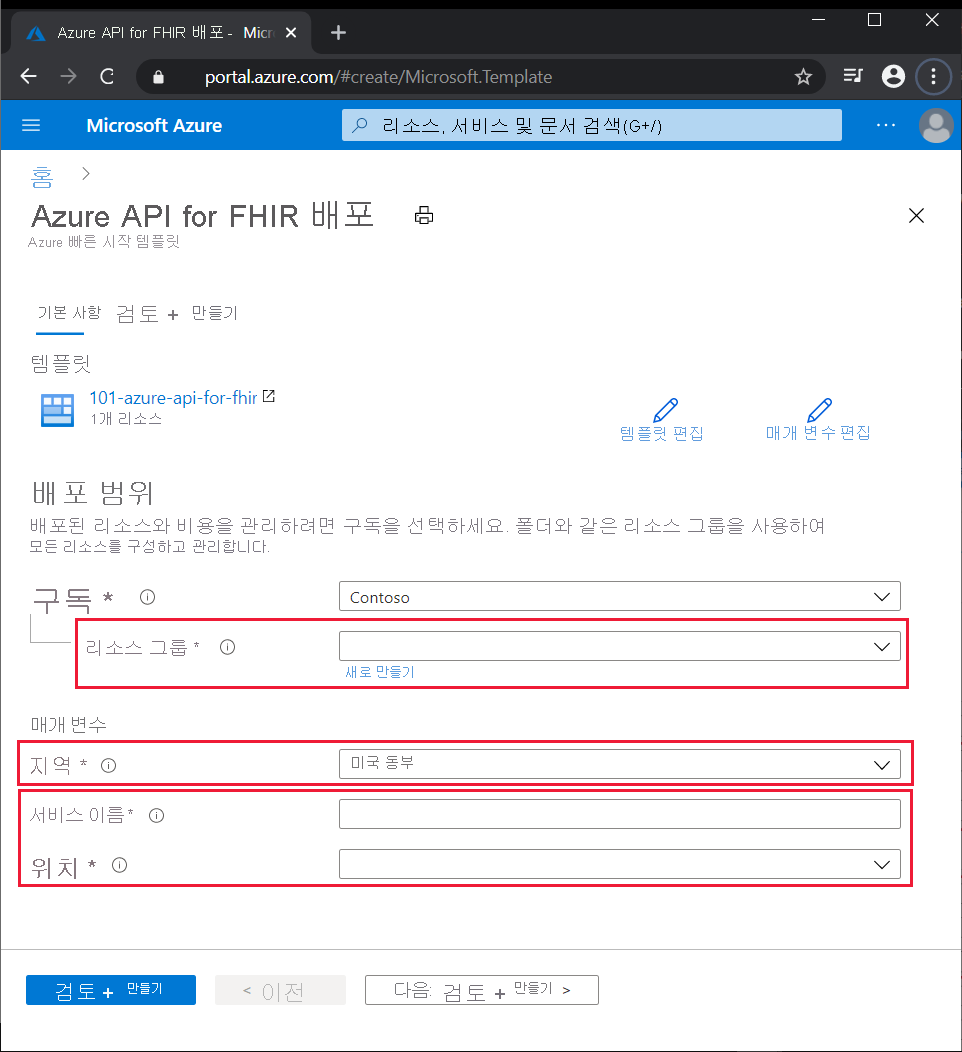 Azure API for FHIR 배포 - Micr
portal.azure.com/#create/Microsoft.Template
Microsoft Azure
리소스, 서비스 및 문서 검색(G+/)
홈 >
Azure API for FHIR 배포
Azure 빠른 시작 템플릿
기본 사항 검토 + 만들기
템플릿
101-azure-api-for-fhir
1개 리소스
템플릿 편집 매개 변수 편집
배포 범위
배포된 리소스와 비용을 관리하려면 구독을 선택하세요. 폴더와 같은 리소스 그룹을 사용하여
모든 리소스를 구성하고 관리합니다.
구독 * Contoso
리소스 그룹 *
새로 만들기
매개 변수
지역 * 미국 동부
서비스 이름 *
위치 *
검토 + 만들기 < 이전 다음: 검토 + 만들기 >